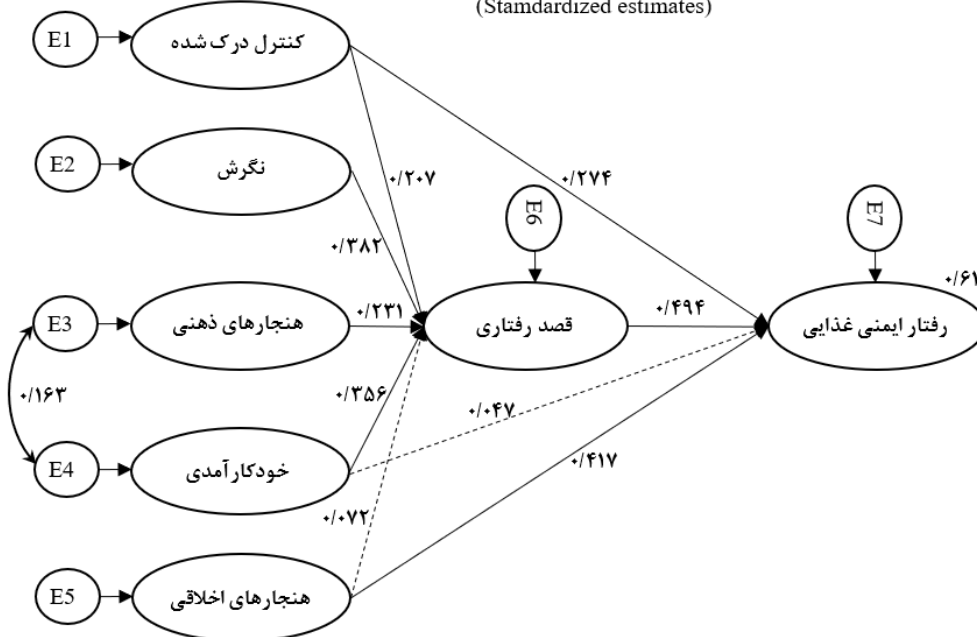 (Stamdardized estimates)
E1
کنترل درک شده
E2
نگرش
۰/۲۰۷
۰/۲۷۴
E6
E7
۰/۳۸۲
E3
هنجارهای ذهنی
۰/۲۳۱
قصد رفتاری
۰/۴۹۴
رفتار ایمنی غذایی
۰/۱۶۳
۰/۳۵۶
۰/۰۴۷
E4
خودکارآمدی
۰/۴۱۷
۰/۰۷۲
E5
هنجارهای اخلاقی